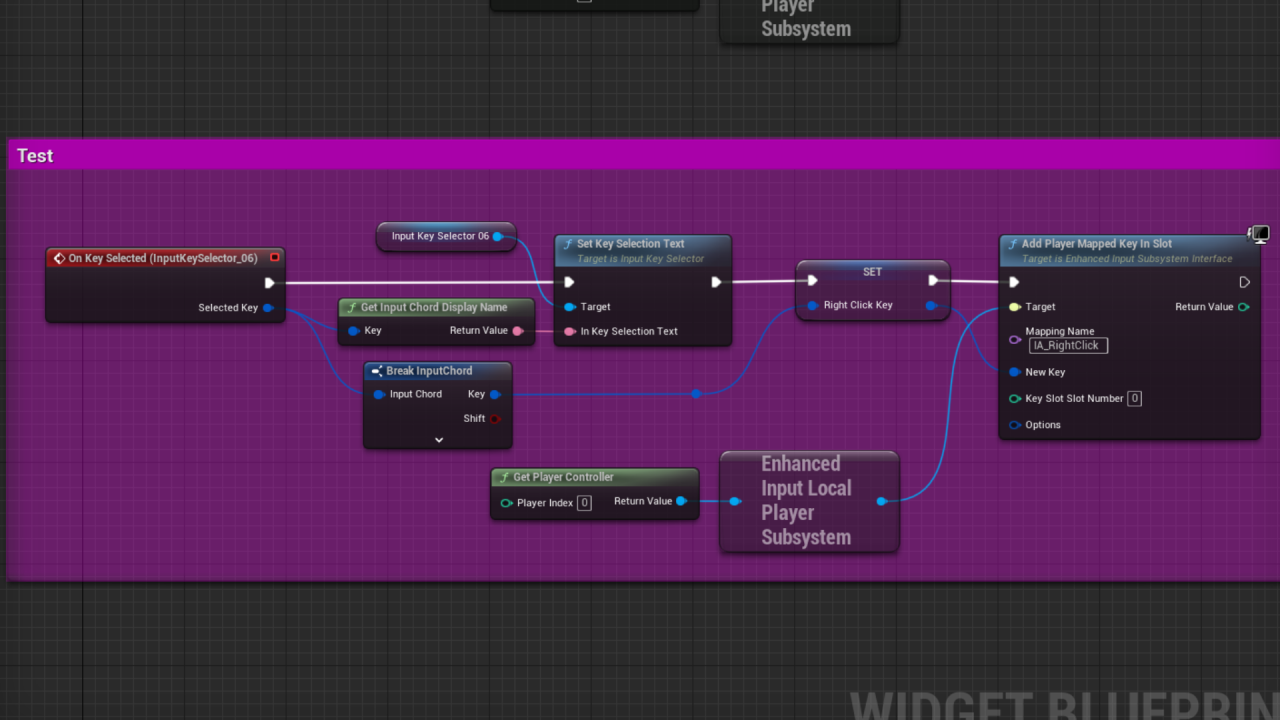 Player
Subsystem
Test
Input Key Selector 06
On Key Selected (InputKeySelector_06)
Selected Key
Get Input Chord Display Name
Key
Return Value
Break InputChord
Input Chord
Key
Shift
Set Key Selection Text
Target is Input Key Selector
Target
In Key Selection Text
SET
Right Click Key
Add Player Mapped Key In Slot
Target is Enhanced Input Subsystem Interface
Target
Return Value
Mapping Name
IA_RightClick
New Key
Key Slot Slot Number 0
Options
Get Player Controller
Player Index 0
Return Value
Enhanced
Input Local
Player
Subsystem
WIDGET BLUEPRIN